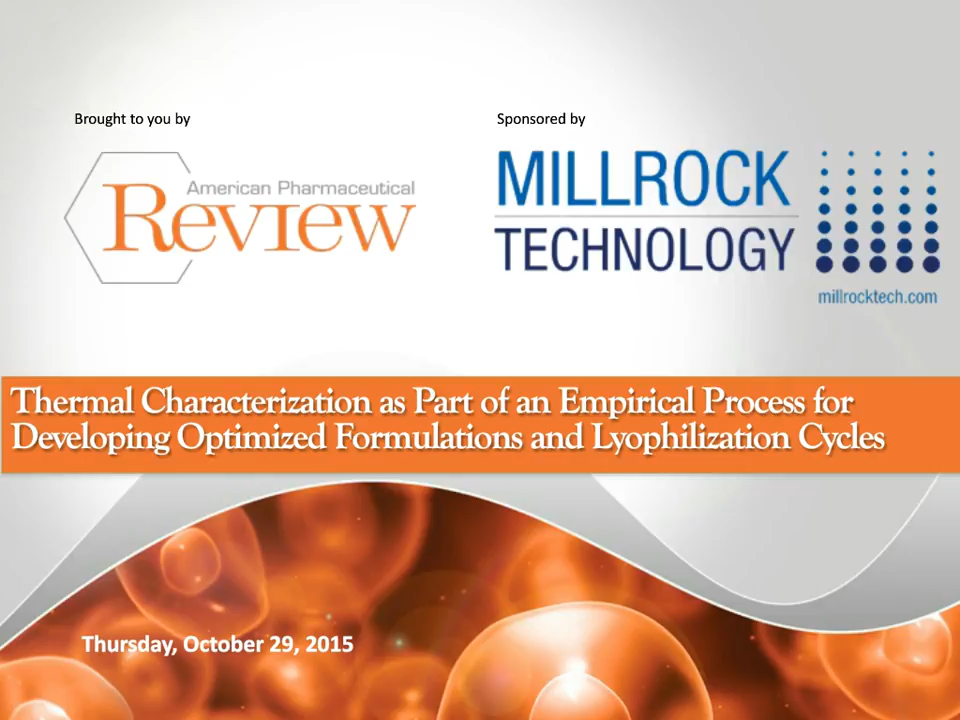 Brought to you by
Sponsored by
American Pharmaceutical
Review
MILLROCK
TECHNOLOGY
millrocktech.com
Thermal Characterization as Part of an Empirical Process for
Developing Optimized Formulations and Lyophilization Cycles
Thursday, October 29, 2015